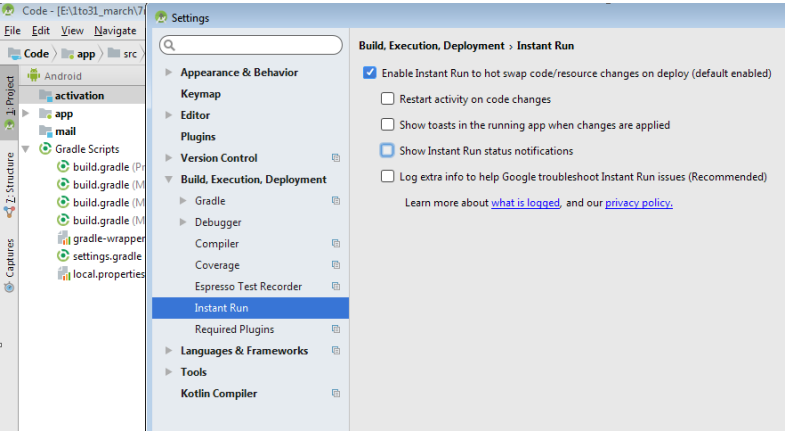 Code - [E:\1to31_march\7(
File Edit View Navigate
Code app src
1: Project
Z: Structure
Captures
Android
activation
app
mail
Gradle Scripts
build.gradle (Pr
build.gradle (M
build.gradle (M
build.gradle (M
gradle-wrapper
settings.gradle
local.properties
Settings
Appearance & Behavior
Keymap
Editor
Plugins
Version Control
Build, Execution, Deployment
Gradle
Debugger
Compiler
Coverage
Espresso Test Recorder
Instant Run
Required Plugins
Languages & Frameworks
Tools
Kotlin Compiler
Build, Execution, Deployment › Instant Run
Enable Instant Run to hot swap code/resource changes on deploy (default enabled)
Restart activity on code changes
Show toasts in the running app when changes are applied
Show Instant Run status notifications
Log extra info to help Google troubleshoot Instant Run issues (Recommended)
Learn more about what is logged, and our privacy policy.